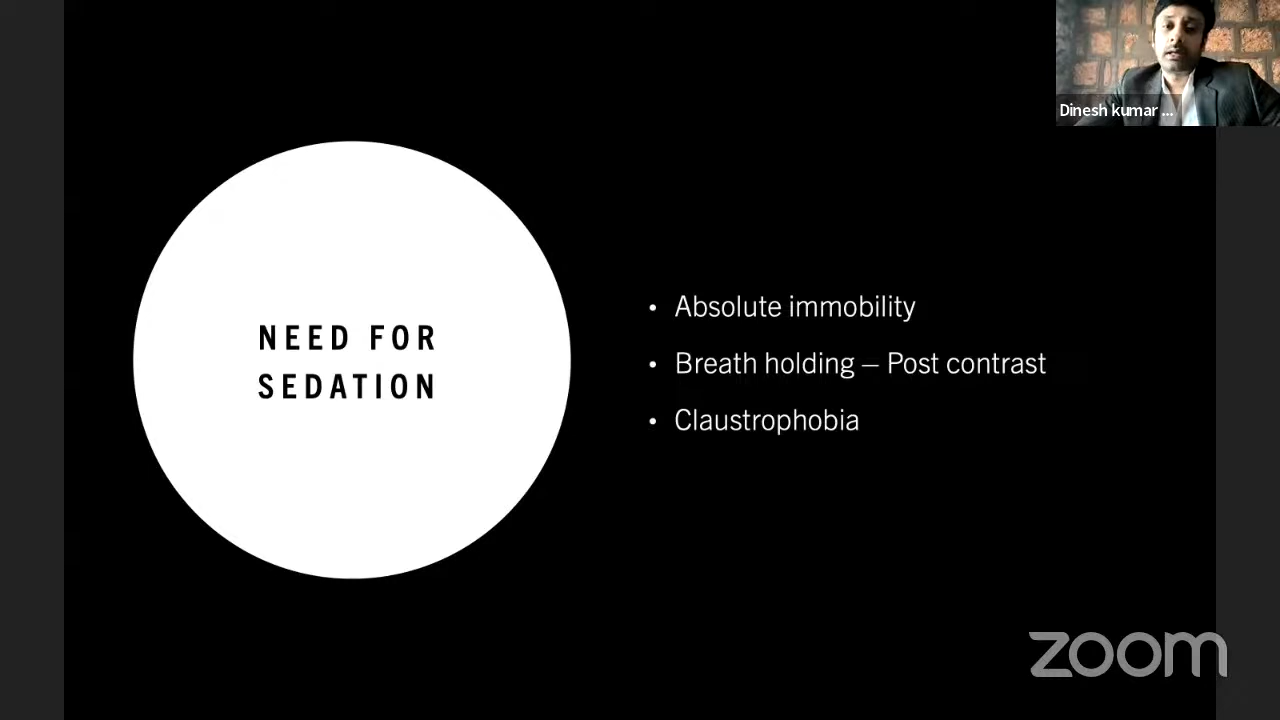 Dinesh kumar ...
NEED FOR
SEDATION
• Absolute immobility
• Breath holding – Post contrast
• Claustrophobia
zoom